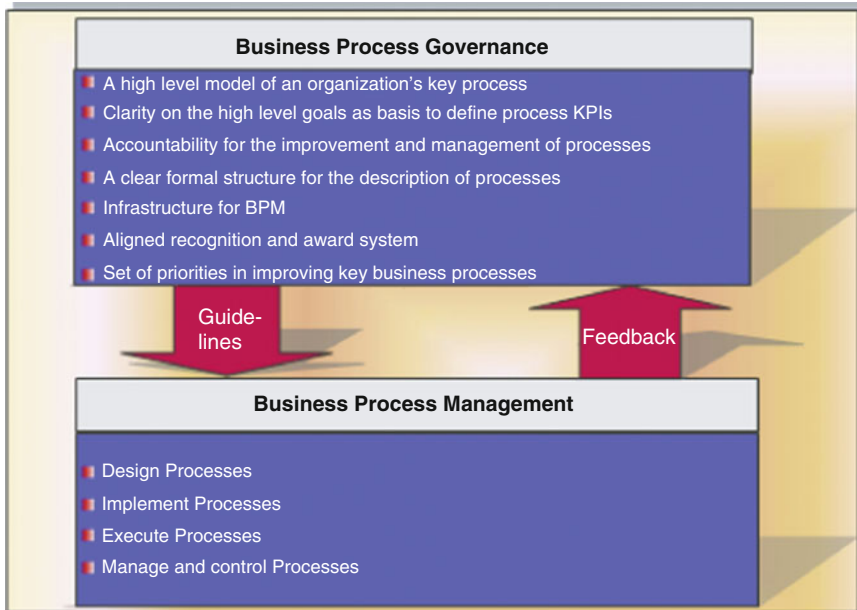 Business Process Governance
A high level model of an organization's key process
Clarity on the high level goals as basis to define process KPIs
Accountability for the improvement and management of processes
A clear formal structure for the description of processes
Infrastructure for BPM
Aligned recognition and award system
Set of priorities in improving key business processes
Guide-
lines
Feedback
Business Process Management
Design Processes
Implement Processes
Execute Processes
Manage and control Processes